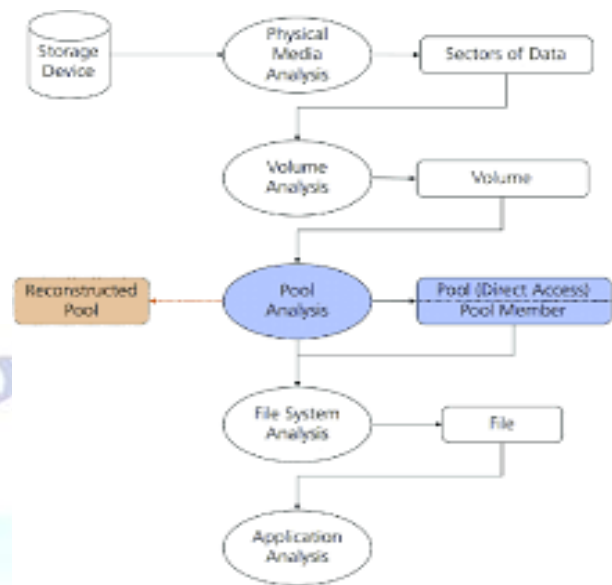 Storage
Device
Physical
Media
Analysis
Sectors of Data
Volume
Analysis
Volume
Reconstructed
Pool
Pool
Analysis
Pool (Direct Access)
Pool Member
File System
Analysis
File
Application
Analysis